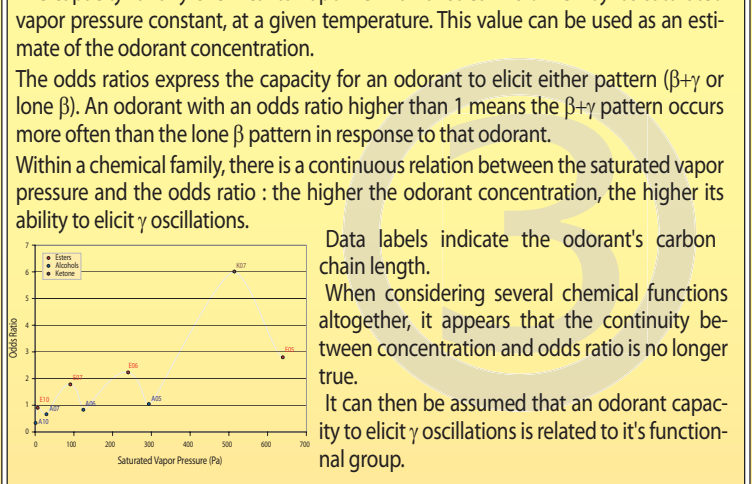 vapor pressure constant, at a given temperature. This value can be used as an esti-
mate of the odorant concentration.
The odds ratios express the capacity for an odorant to elicit either pattern (β+γ or
lone β). An odorant with an odds ratio higher than 1 means the β+γ pattern occurs
more often than the lone β pattern in response to that odorant.
Within a chemical family, there is a continuous relation between the saturated vapor
pressure and the odds ratio : the higher the odorant concentration, the higher its
ability to elicit γ oscillations.
3
Data labels indicate the odorant's carbon
chain length.
When considering several chemical functions
altogether, it appears that the continuity be-
tween concentration and odds ratio is no longer
true.
It can then be assumed that an odorant capac-
ity to elicit γ oscillations is related to it's function-
nal group.
Esters
Alcohols
Ketone
Odds Ratio
7
6
5
4
3
2
1
0
K07
E05
E06
E07
E10
A07
A06
A05
A10
0 100 200 300 400 500 600 700
Saturated Vapor Pressure (Pa)